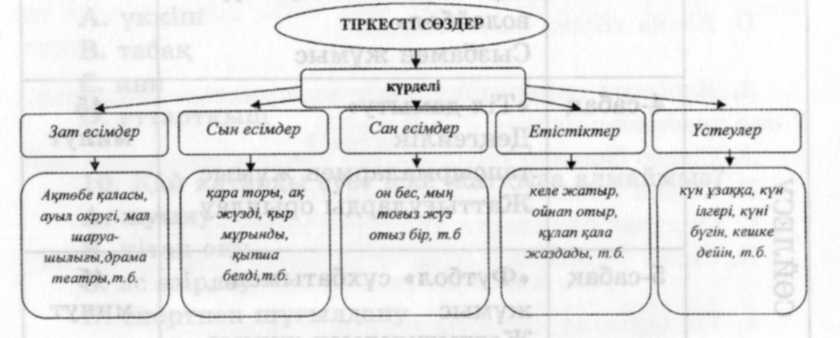 ТІРКЕСТІ СӨЗДЕР
күрделі
Зат есімдер
Сын есімдер
Сан есімдер
Етістіктер
Үстеулер
Ақтөбе қаласы,
ауыл округі, мал
шаруа-
шылығы,драма
театры,т.б.
қара торы, ақ
жүзді, қыр
мұрынды,
қыпша
белді,т.б.
он бес, мың
тоғыз жүз
отыз бір, т.б
келе жатыр,
ойнап отыр,
құлап қала
жаздады, т.б.
күн ұзаққа, күн
ілгері, күні
бүгін, кешке
дейін, т.б.